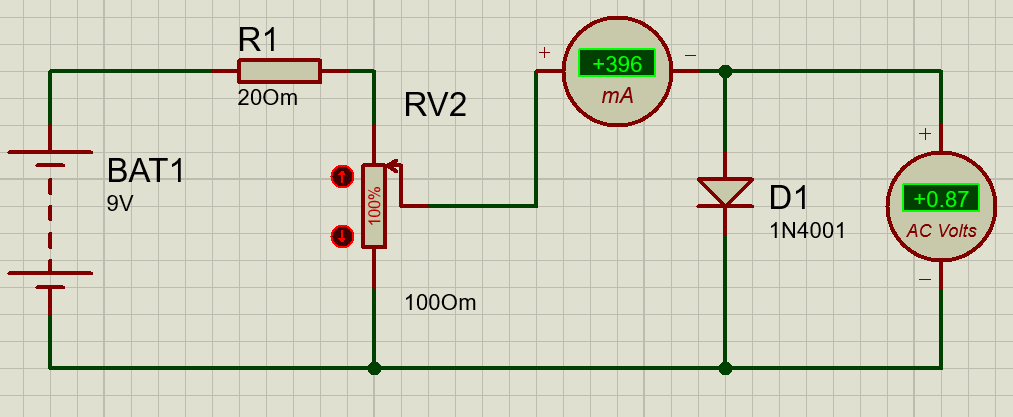 R1
20Om
RV2
100%
100Om
BAT1
9V
+
+396
mA
−
D1
1N4001
+
+0.87
AC Volts
−